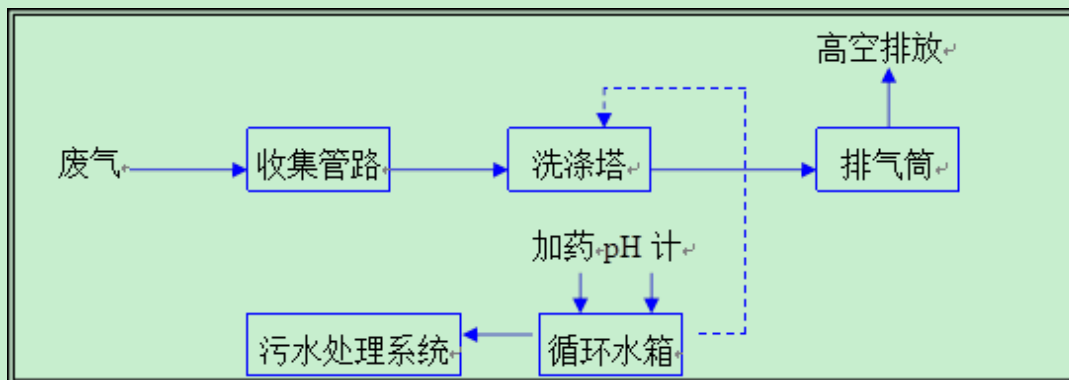 高空排放
废气
收集管路
洗涤塔
排气筒
加药 pH 计
污水处理系统
循环水箱